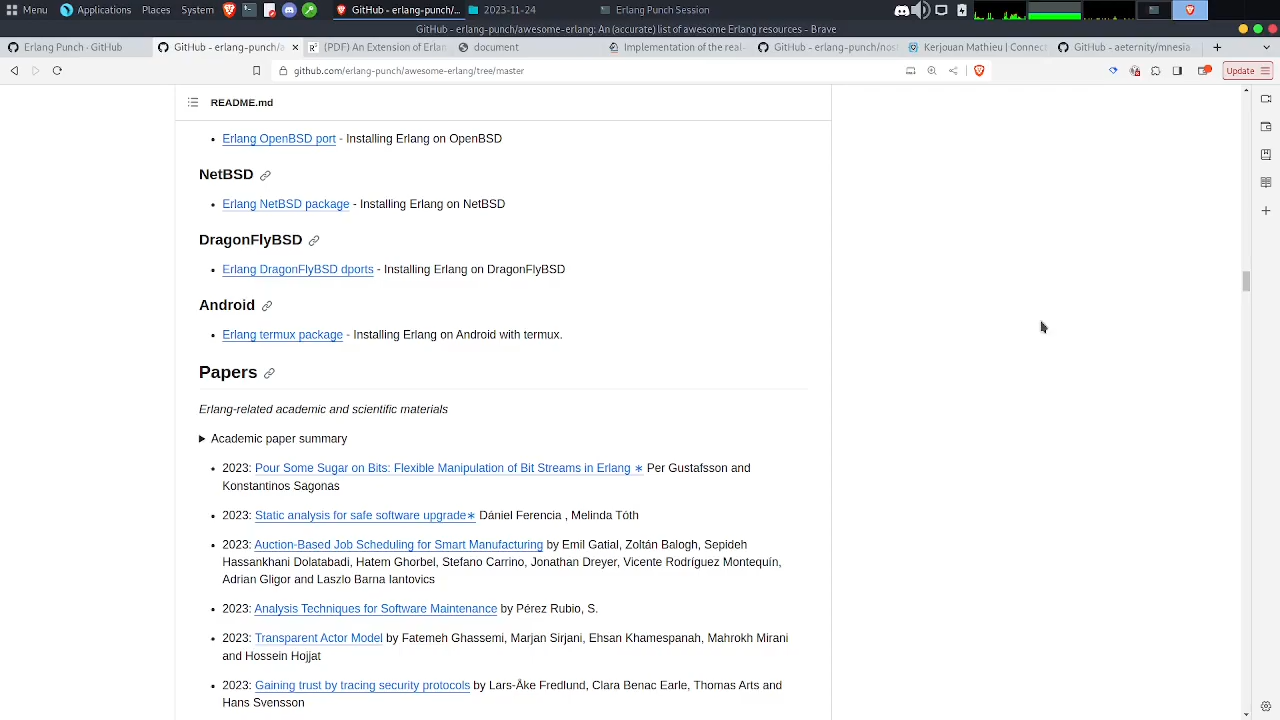 Menu
Applications
Places
System
GitHub - erlang-punch/...
2023-11-24
Erlang Punch Session
GitHub - erlang-punch/awesome-erlang: An (accurate) list of awesome Erlang resources - Brave
Erlang Punch · GitHub
GitHub - erlang-punch/a
(PDF) An Extension of Erlan
document
Implementation of the real-
GitHub - erlang-punch/nos
Kerjouan Mathieu | Connect
GitHub - aeternity/mnesia
github.com/erlang-punch/awesome-erlang/tree/master
Update
README.md
Erlang OpenBSD port - Installing Erlang on OpenBSD
NetBSD
Erlang NetBSD package - Installing Erlang on NetBSD
DragonFlyBSD
Erlang DragonFlyBSD dports - Installing Erlang on DragonFlyBSD
Android
Erlang termux package - Installing Erlang on Android with termux.
Papers
Erlang-related academic and scientific materials
Academic paper summary
2023: Pour Some Sugar on Bits: Flexible Manipulation of Bit Streams in Erlang ∗ Per Gustafsson and
Konstantinos Sagonas
2023: Static analysis for safe software upgrade∗ Dániel Ferencia , Melinda Tóth
2023: Auction-Based Job Scheduling for Smart Manufacturing by Emil Gatial, Zoltán Balogh, Sepideh
Hassankhani Dolatabadi, Hatem Ghorbel, Stefano Carrino, Jonathan Dreyer, Vicente Rodríguez Montequín,
Adrian Gligor and Laszlo Barna Iantovics
2023: Analysis Techniques for Software Maintenance by Pérez Rubio, S.
2023: Transparent Actor Model by Fatemeh Ghassemi, Marjan Sirjani, Ehsan Khamespanah, Mahrokh Mirani
and Hossein Hojjat
2023: Gaining trust by tracing security protocols by Lars-Åke Fredlund, Clara Benac Earle, Thomas Arts and
Hans Svensson